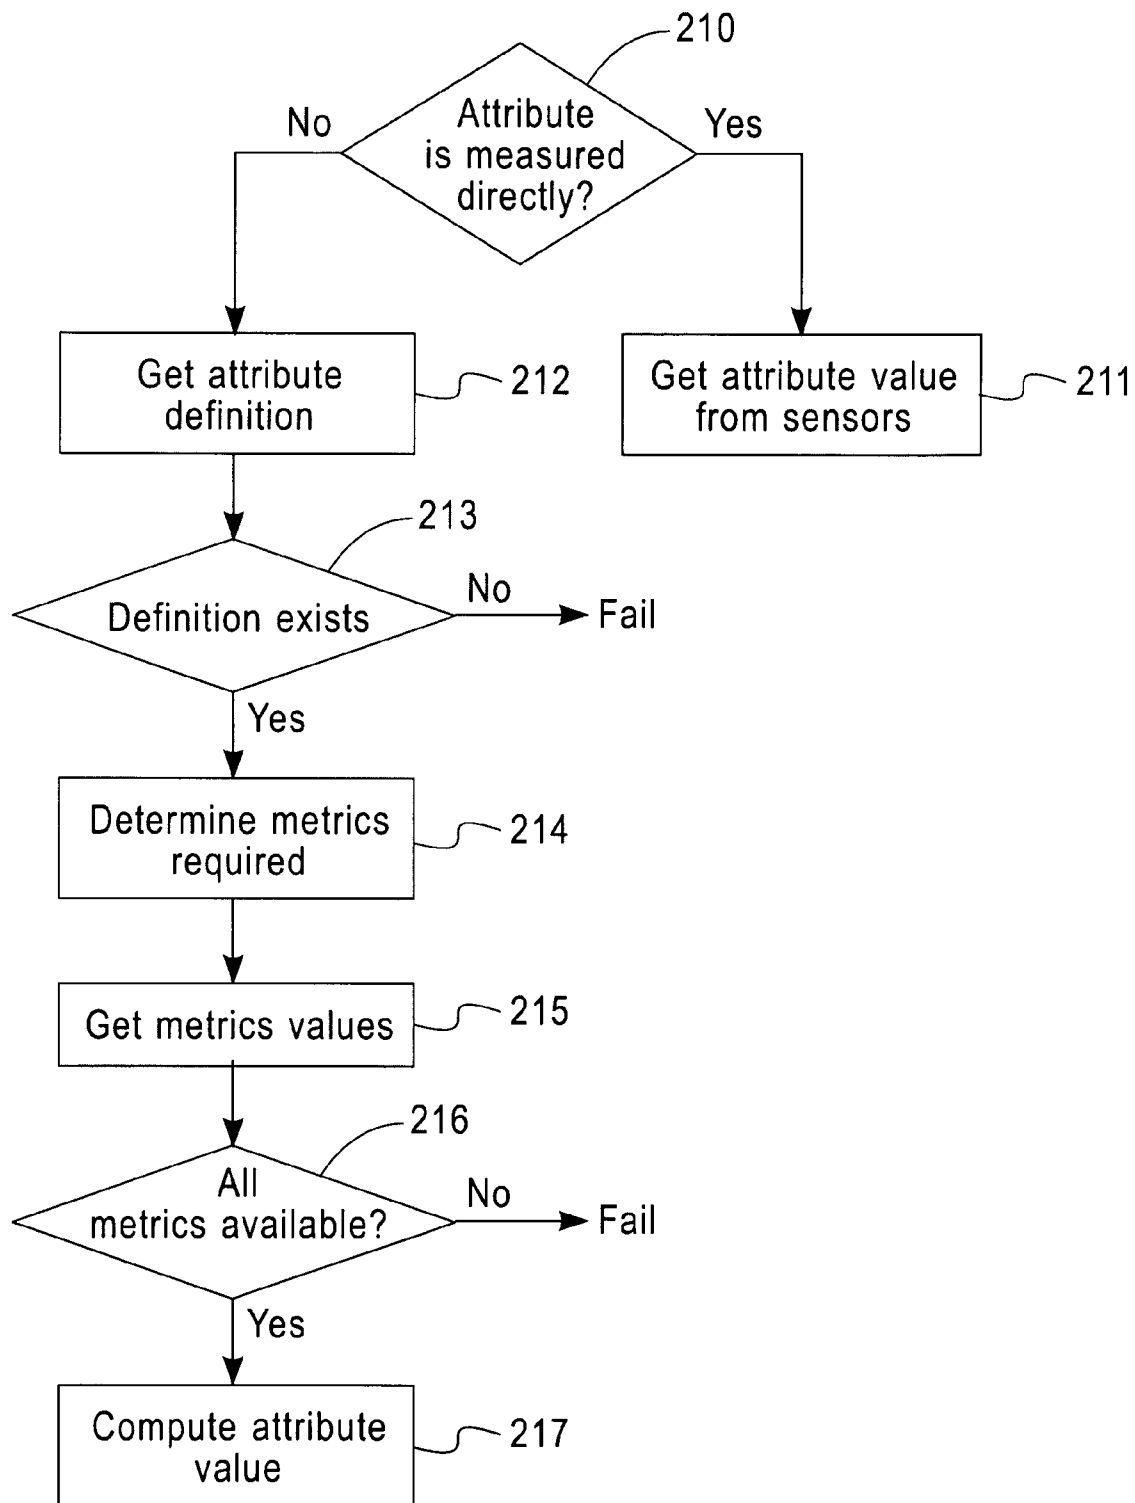 210
Attribute
is measured
directly?
No
Yes
Get attribute
definition
212
Get attribute value
from sensors
211
213
Definition exists
No
Fail
Yes
Determine metrics
required
214
Get metrics values
215
216
All
metrics available?
No
Fail
Yes
Compute attribute
value
217